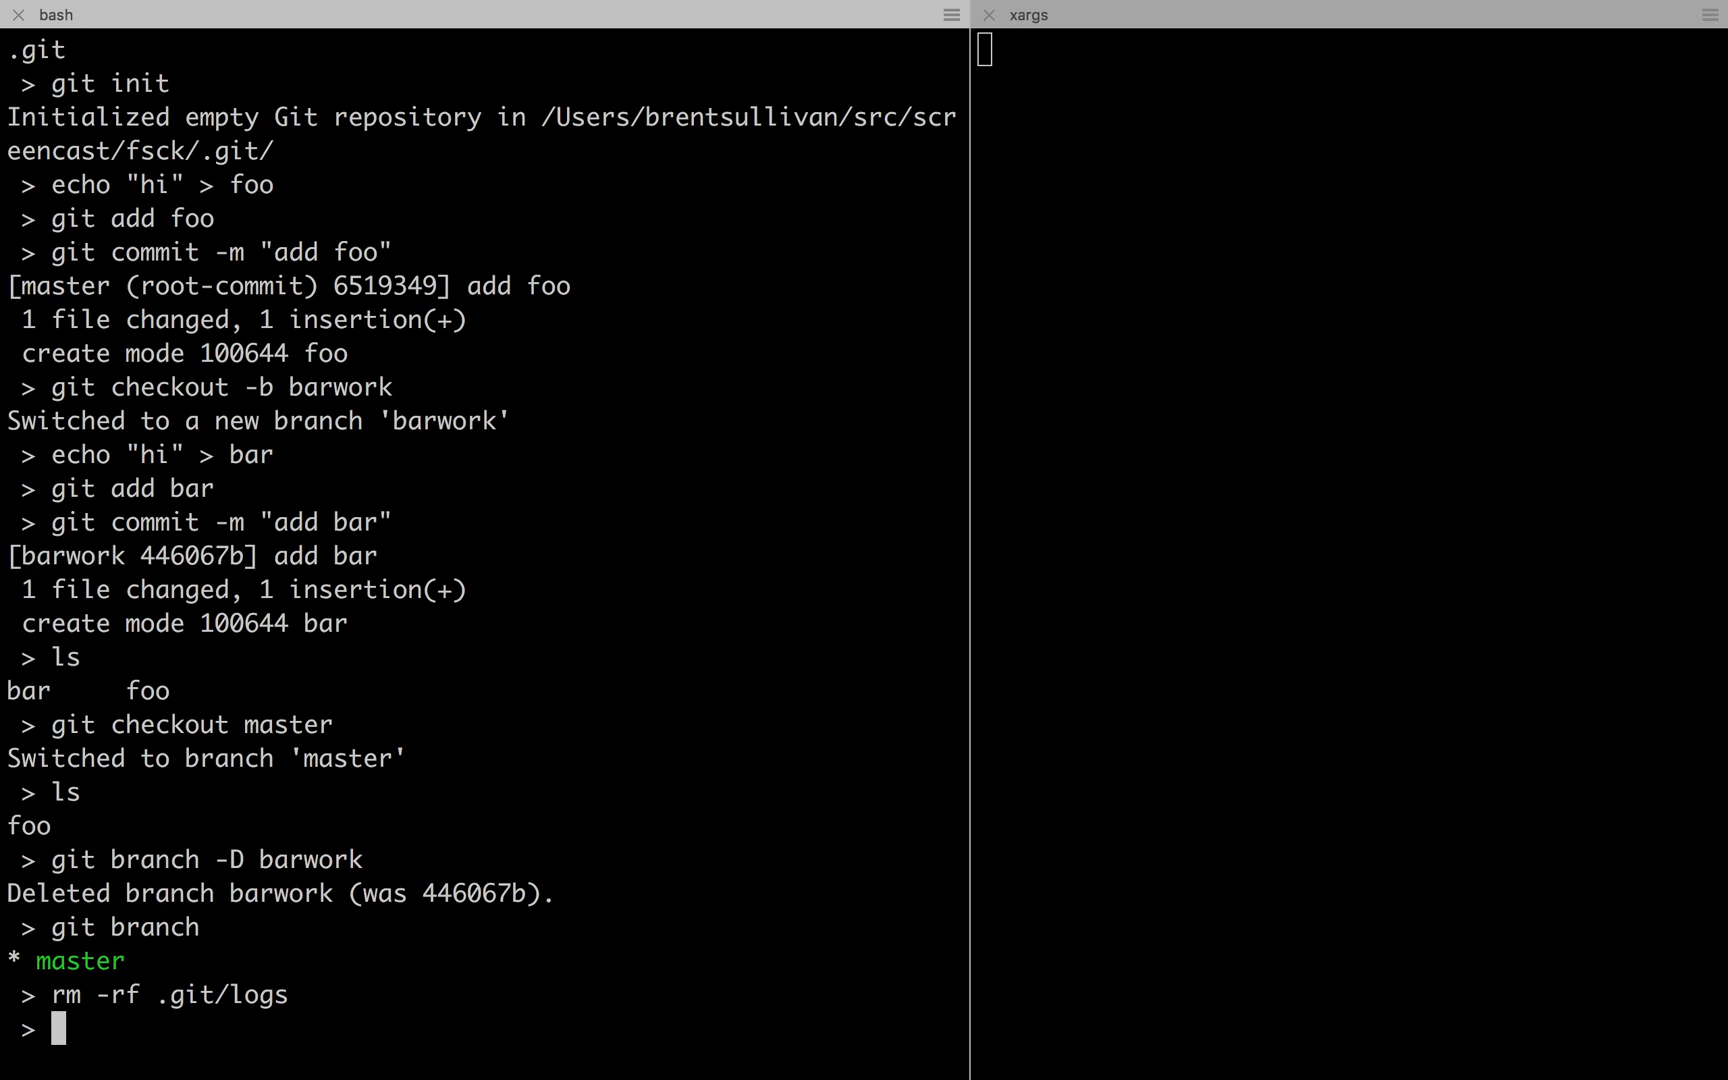 bash
xargs
.git
> git init
Initialized empty Git repository in /Users/brentsullivan/src/scr
eencast/fsck/.git/
> echo "hi" > foo
> git add foo
> git commit -m "add foo"
[master (root-commit) 6519349] add foo
1 file changed, 1 insertion(+)
create mode 100644 foo
> git checkout -b barwork
Switched to a new branch 'barwork'
> echo "hi" > bar
> git add bar
> git commit -m "add bar"
[barwork 446067b] add bar
1 file changed, 1 insertion(+)
create mode 100644 bar
> ls
bar     foo
> git checkout master
Switched to branch 'master'
> ls
foo
> git branch -D barwork
Deleted branch barwork (was 446067b).
> git branch
* master
> rm -rf .git/logs
>